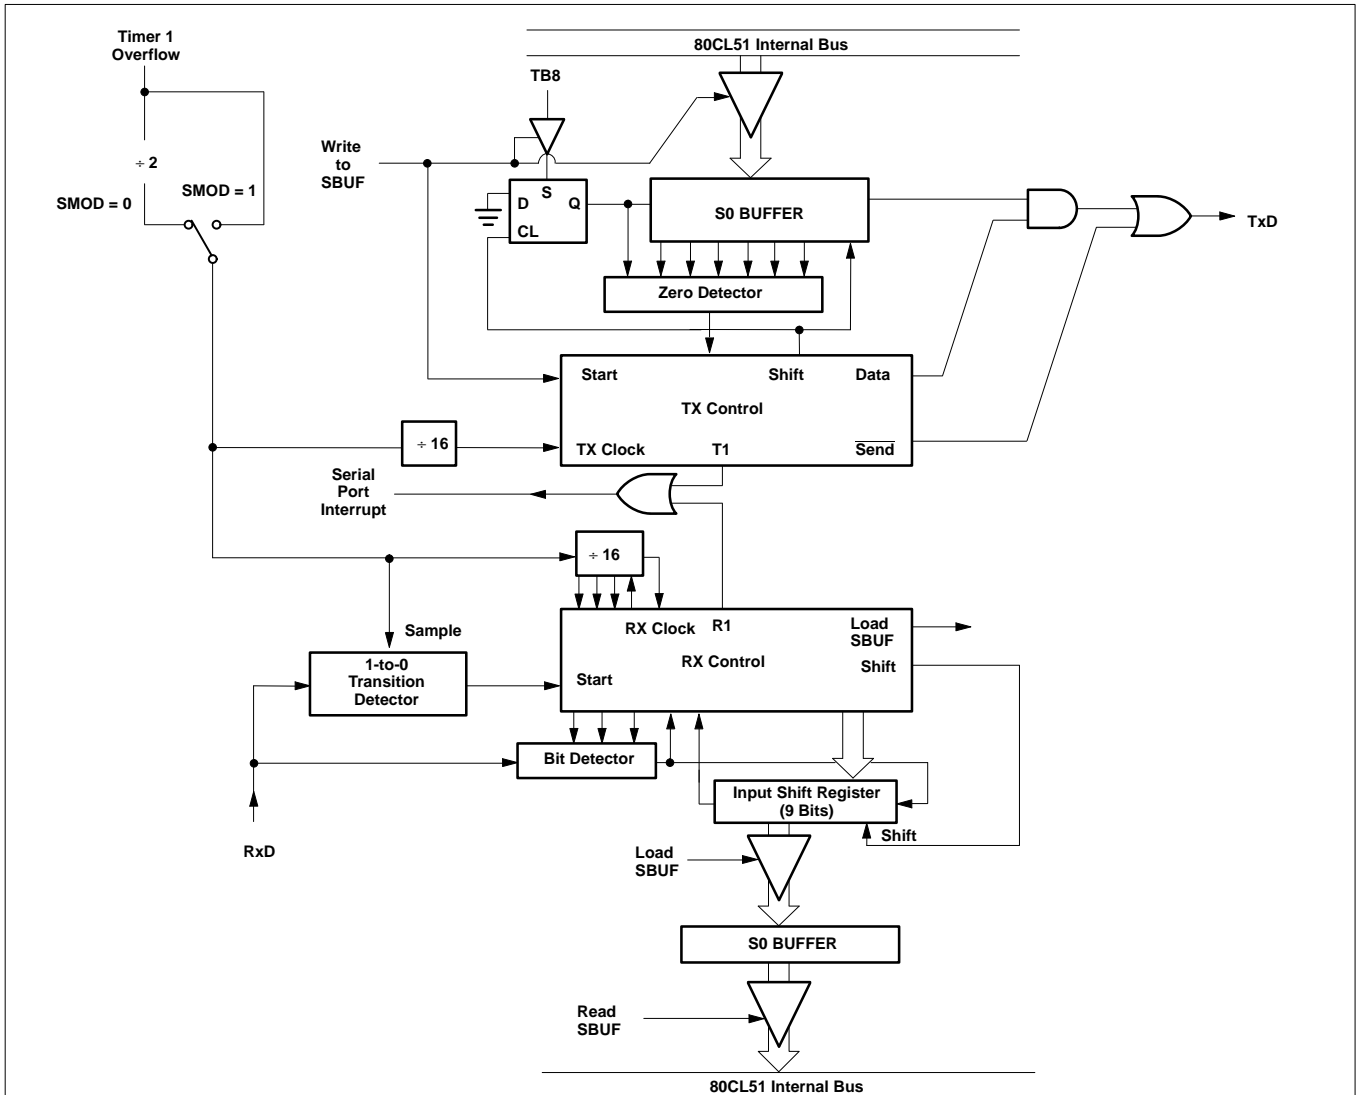 Timer 1
Overflow
80CL51 Internal Bus
TB8
Write
to
SBUF
÷ 2
SMOD = 1
SMOD = 0
S
D
Q
CL
S0 BUFFER
TxD
Zero Detector
Start
Shift
Data
TX Control
÷ 16
TX Clock
T1
Send
Serial
Port
Interrupt
÷ 16
Sample
RX Clock
R1
Load
SBUF
RX Control
Shift
1-to-0
Transition
Detector
Start
Bit Detector
Input Shift Register
(9 Bits)
Shift
RxD
Load
SBUF
S0 BUFFER
Read
SBUF
80CL51 Internal Bus